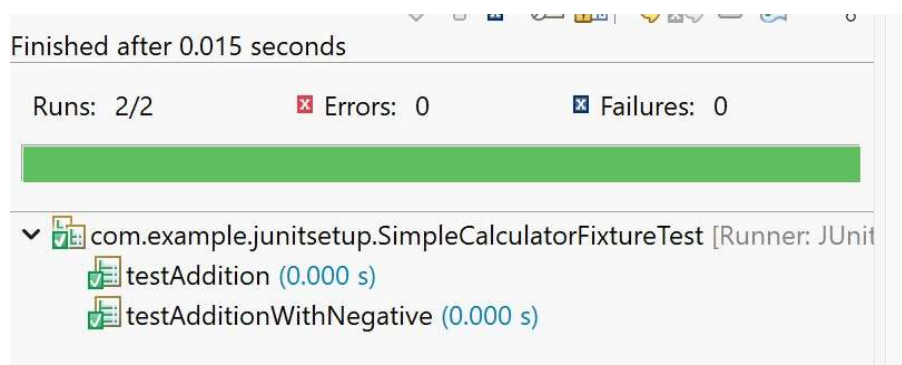 Finished after 0.015 seconds
Runs: 2/2 Errors: 0 Failures: 0
com.example.junitsetup.SimpleCalculatorFixtureTest [Runner: JUnit
testAddition (0.000 s)
testAdditionWithNegative (0.000 s)